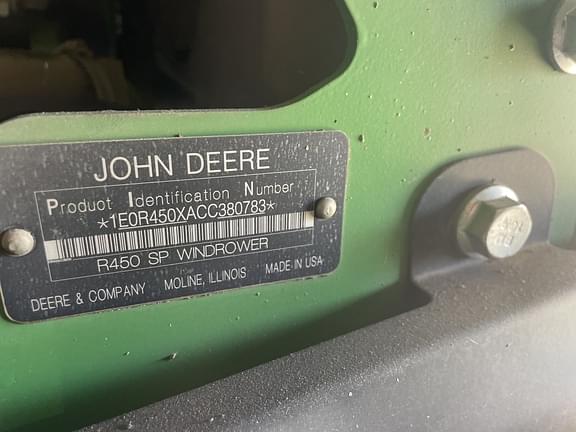 JOHN DEERE
Product Identification Number
*1E0R450XACC380783*
R450 SP WINDROWER
DEERE & COMPANY MOLINE, ILLINOIS MADE IN USA